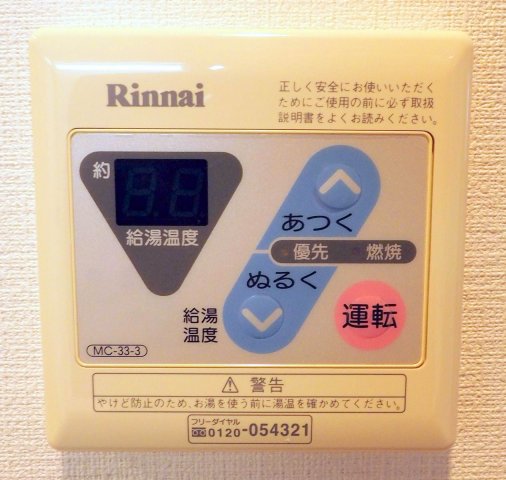 Rinnai
正しく安全にお使いいただく
ためにご使用の前に必ず取扱
説明書をよくお読みください。
約
給湯温度
あつく
優先 燃焼
ぬるく
給湯
温度
運転
MC-33-3
⚠ 警告
やけど防止のため、お湯を使う前に湯温を確かめてください。
フリーダイヤル
0120-054321